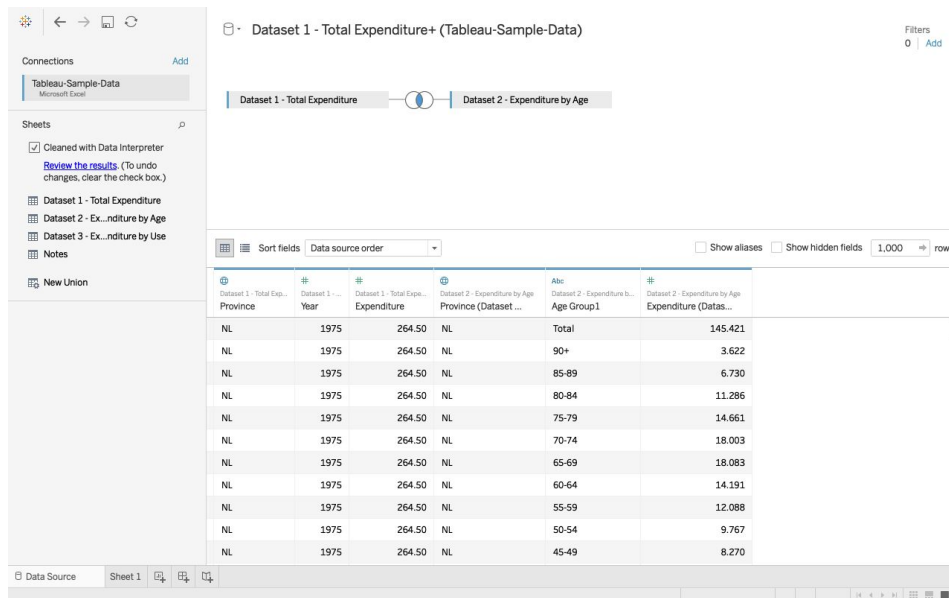 Dataset 1 - Total Expenditure+ (Tableau-Sample-Data)
Filters
0 Add
Connections Add
Tableau-Sample-Data
Microsoft Excel
Dataset 1 - Total Expenditure Dataset 2 - Expenditure by Age
Sheets
Cleaned with Data Interpreter
Review the results. (To undo
changes, clear the check box.)
Dataset 1 - Total Expenditure
Dataset 2 - Ex...nditure by Age
Dataset 3 - Ex...nditure by Use
Notes
New Union
Sort fields Data source order Show aliases Show hidden fields 1,000 row
# # Abc #
Dataset 1 - Total Exp... Dataset 1 - ... Dataset 1 - Total Expe... Dataset 2 - Expenditure by Age Dataset 2 - Expenditure b... Dataset 2 - Expenditure by Age
Province Year Expenditure Province (Dataset ... Age Group1 Expenditure (Datas...
NL 1975 264.50 NL Total 145.421
NL 1975 264.50 NL 90+ 3.622
NL 1975 264.50 NL 85-89 6.730
NL 1975 264.50 NL 80-84 11.286
NL 1975 264.50 NL 75-79 14.661
NL 1975 264.50 NL 70-74 18.003
NL 1975 264.50 NL 65-69 18.083
NL 1975 264.50 NL 60-64 14.191
NL 1975 264.50 NL 55-59 12.088
NL 1975 264.50 NL 50-54 9.767
NL 1975 264.50 NL 45-49 8.270
Data Source Sheet 1